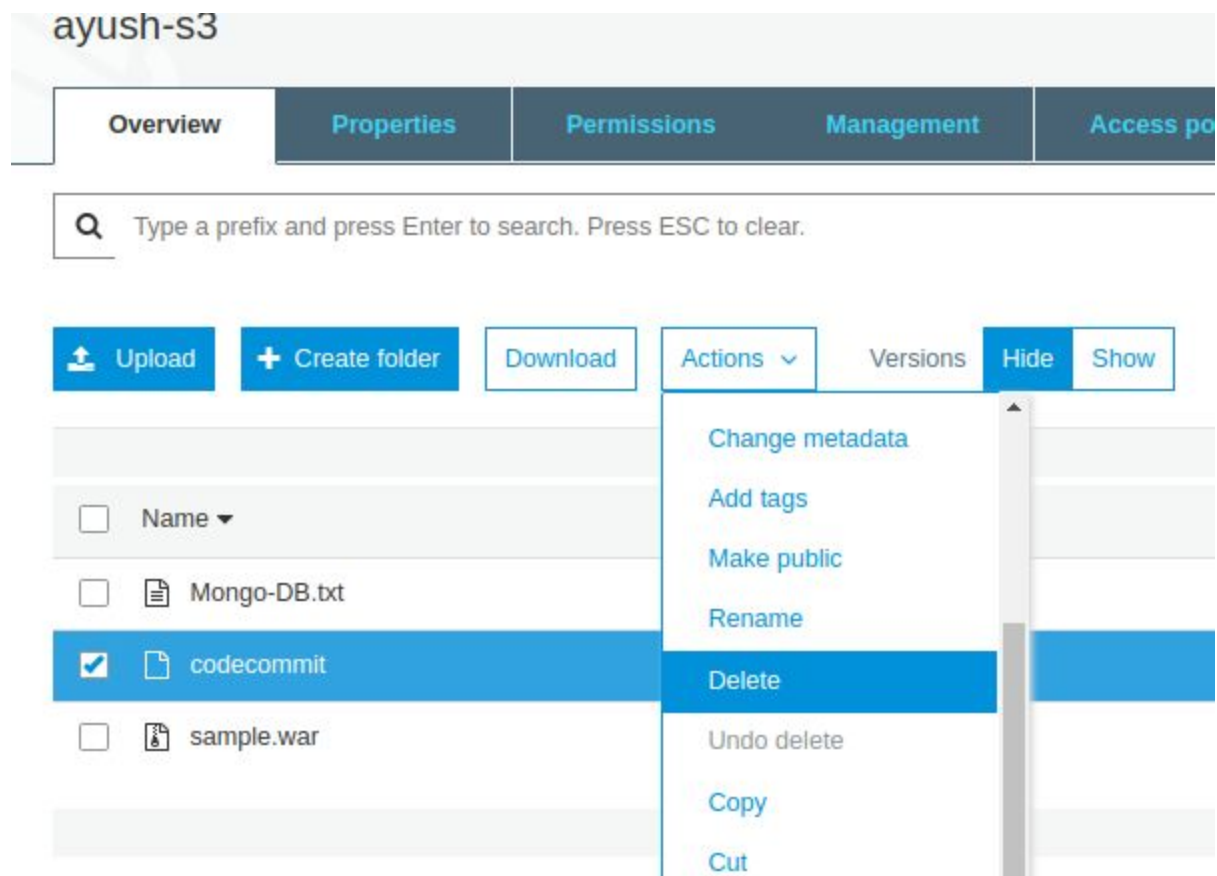 ayush-s3
Overview Properties Permissions Management Access po
Type a prefix and press Enter to search. Press ESC to clear.
Upload Create folder Download Actions Versions Hide Show
Change metadata
Name
Add tags
Make public
Mongo-DB.txt
Rename
codecommit
Delete
sample.war
Undo delete
Copy
Cut